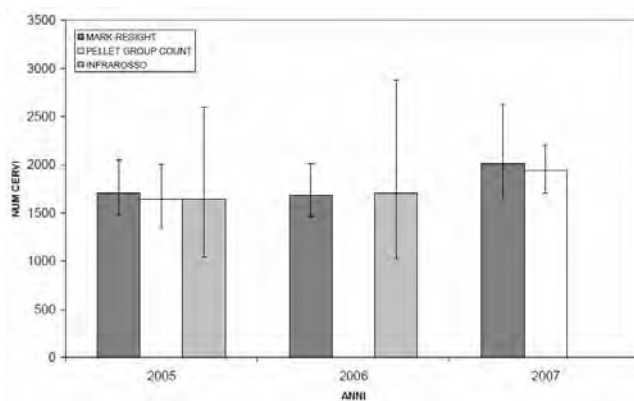 3500
3000
2500
2000
1500
1000
500
0
NUM CERVI
MARK-RESIGHT
PELLET GROUP COUNT
INFRAROSSO
2005
2006
2007
ANNI